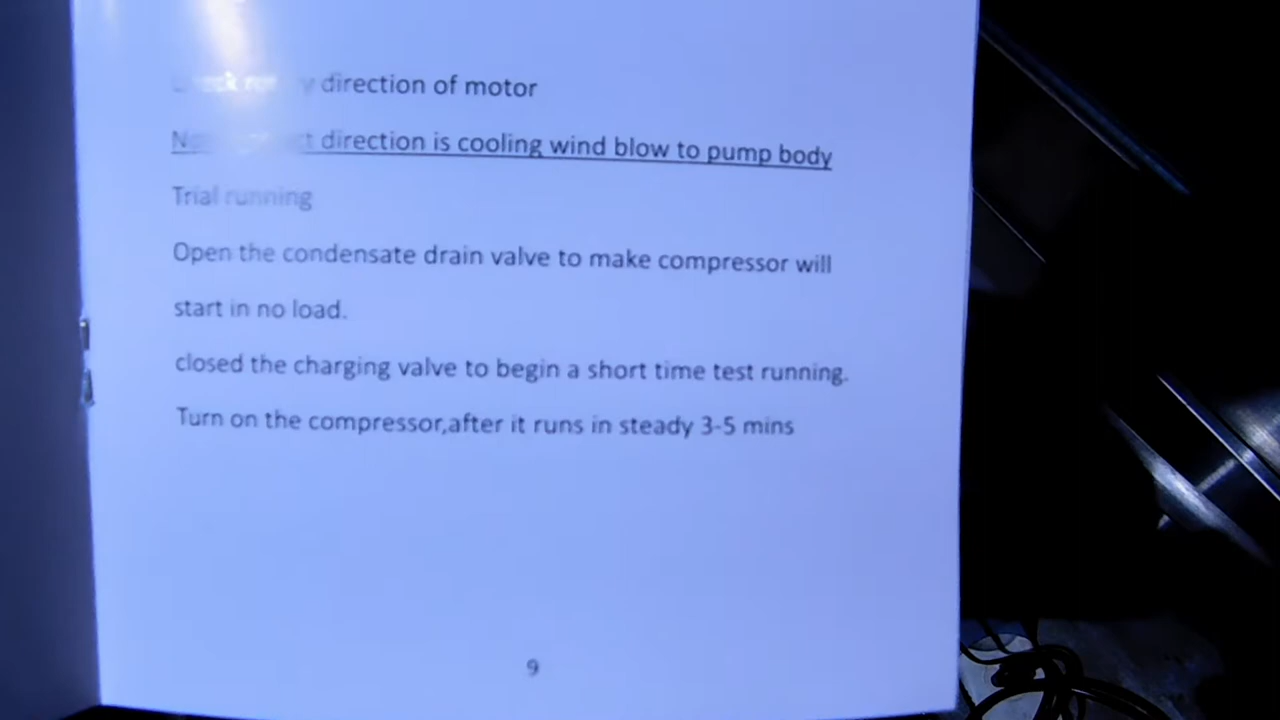 direction of motor
direction is cooling wind blow to pump body
Trial running
Open the condensate drain valve to make compressor will
start in no load.
closed the charging valve to begin a short time test running.
Turn on the compressor,after it runs in steady 3-5 mins
9